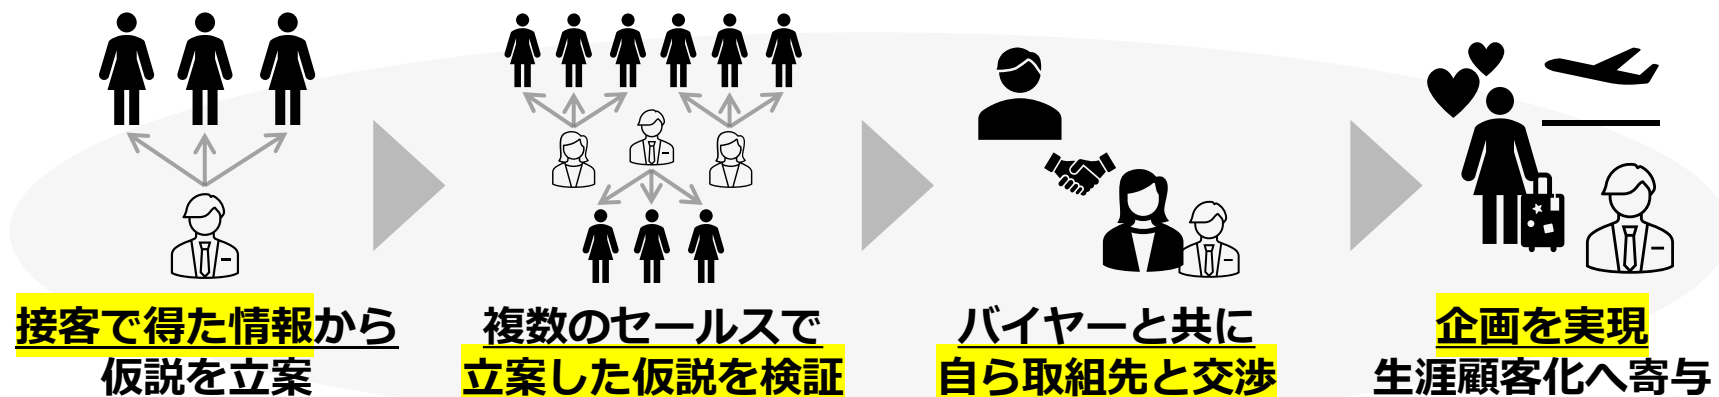 接客で得た情報から
仮説を立案
複数のセールスで
立案した仮説を検証
バイヤーと共に
自ら取組先と交渉
企画を実現
生涯顧客化へ寄与